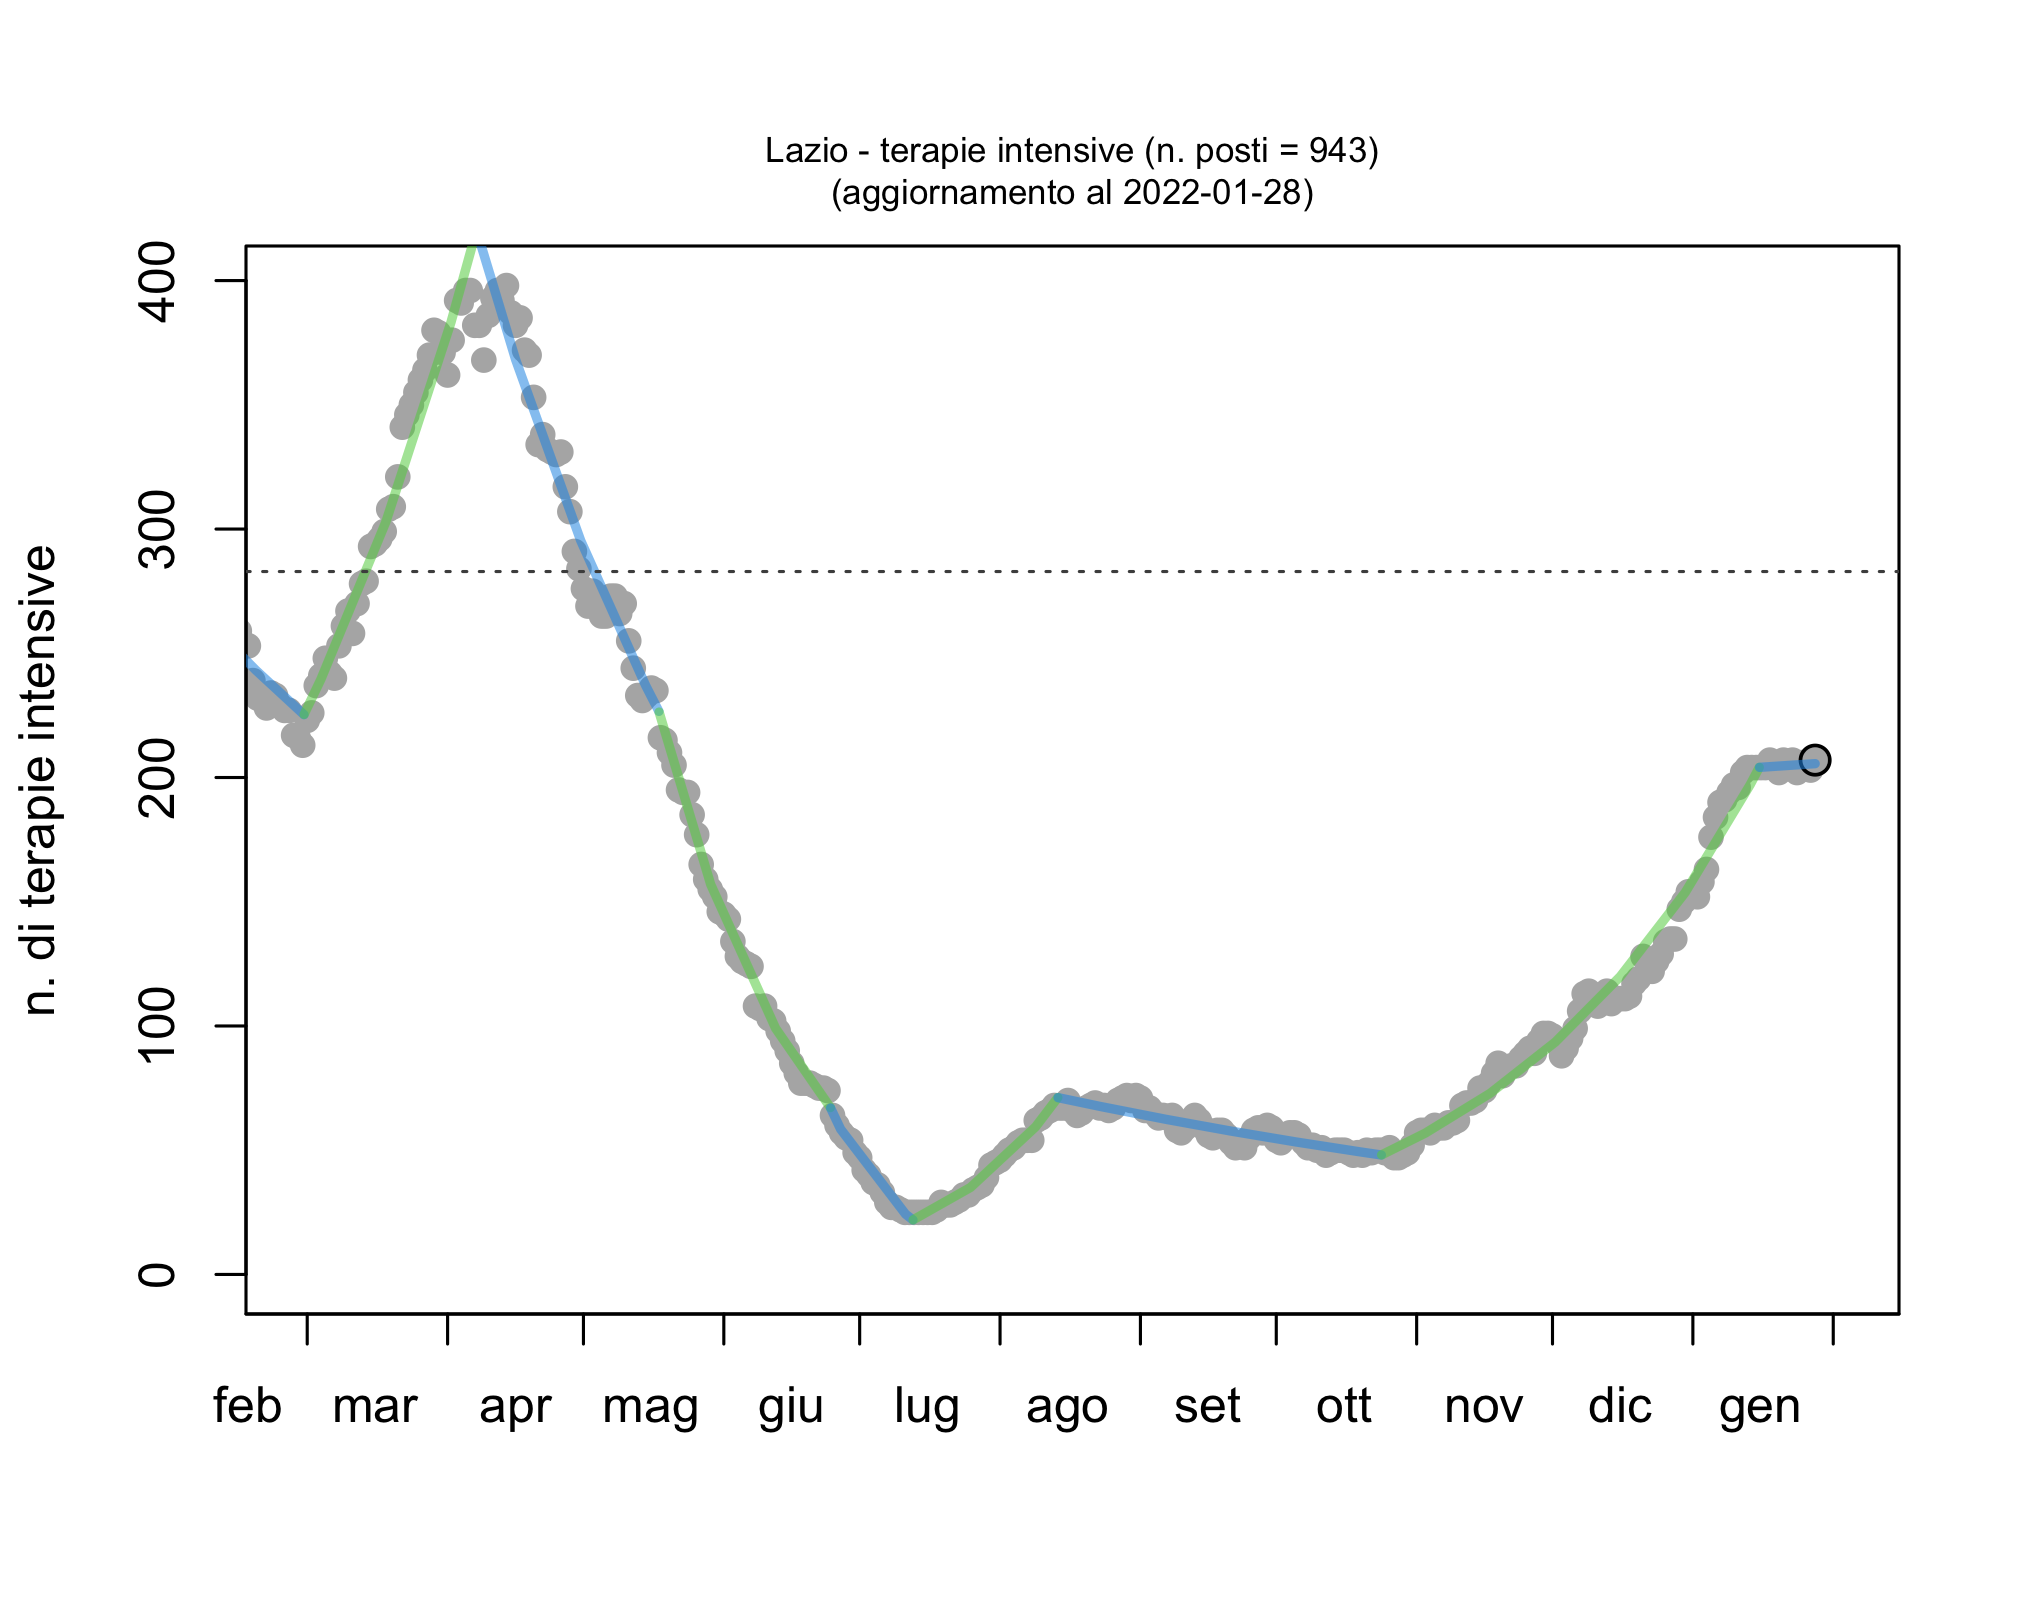 Lazio - terapie intensive (n. posti = 943)
(aggiornamento al 2022-01-28)
n. di terapie intensive
400
300
200
100
0
feb mar apr mag giu lug ago set ott nov dic gen